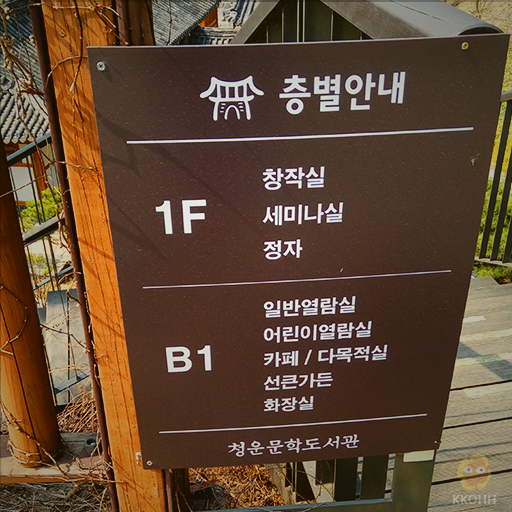 층별안내
1F
창작실
세미나실
정자
B1
일반열람실
어린이열람실
카페 / 다목적실
선큰가든
화장실
청운문학도서관
KKOHH